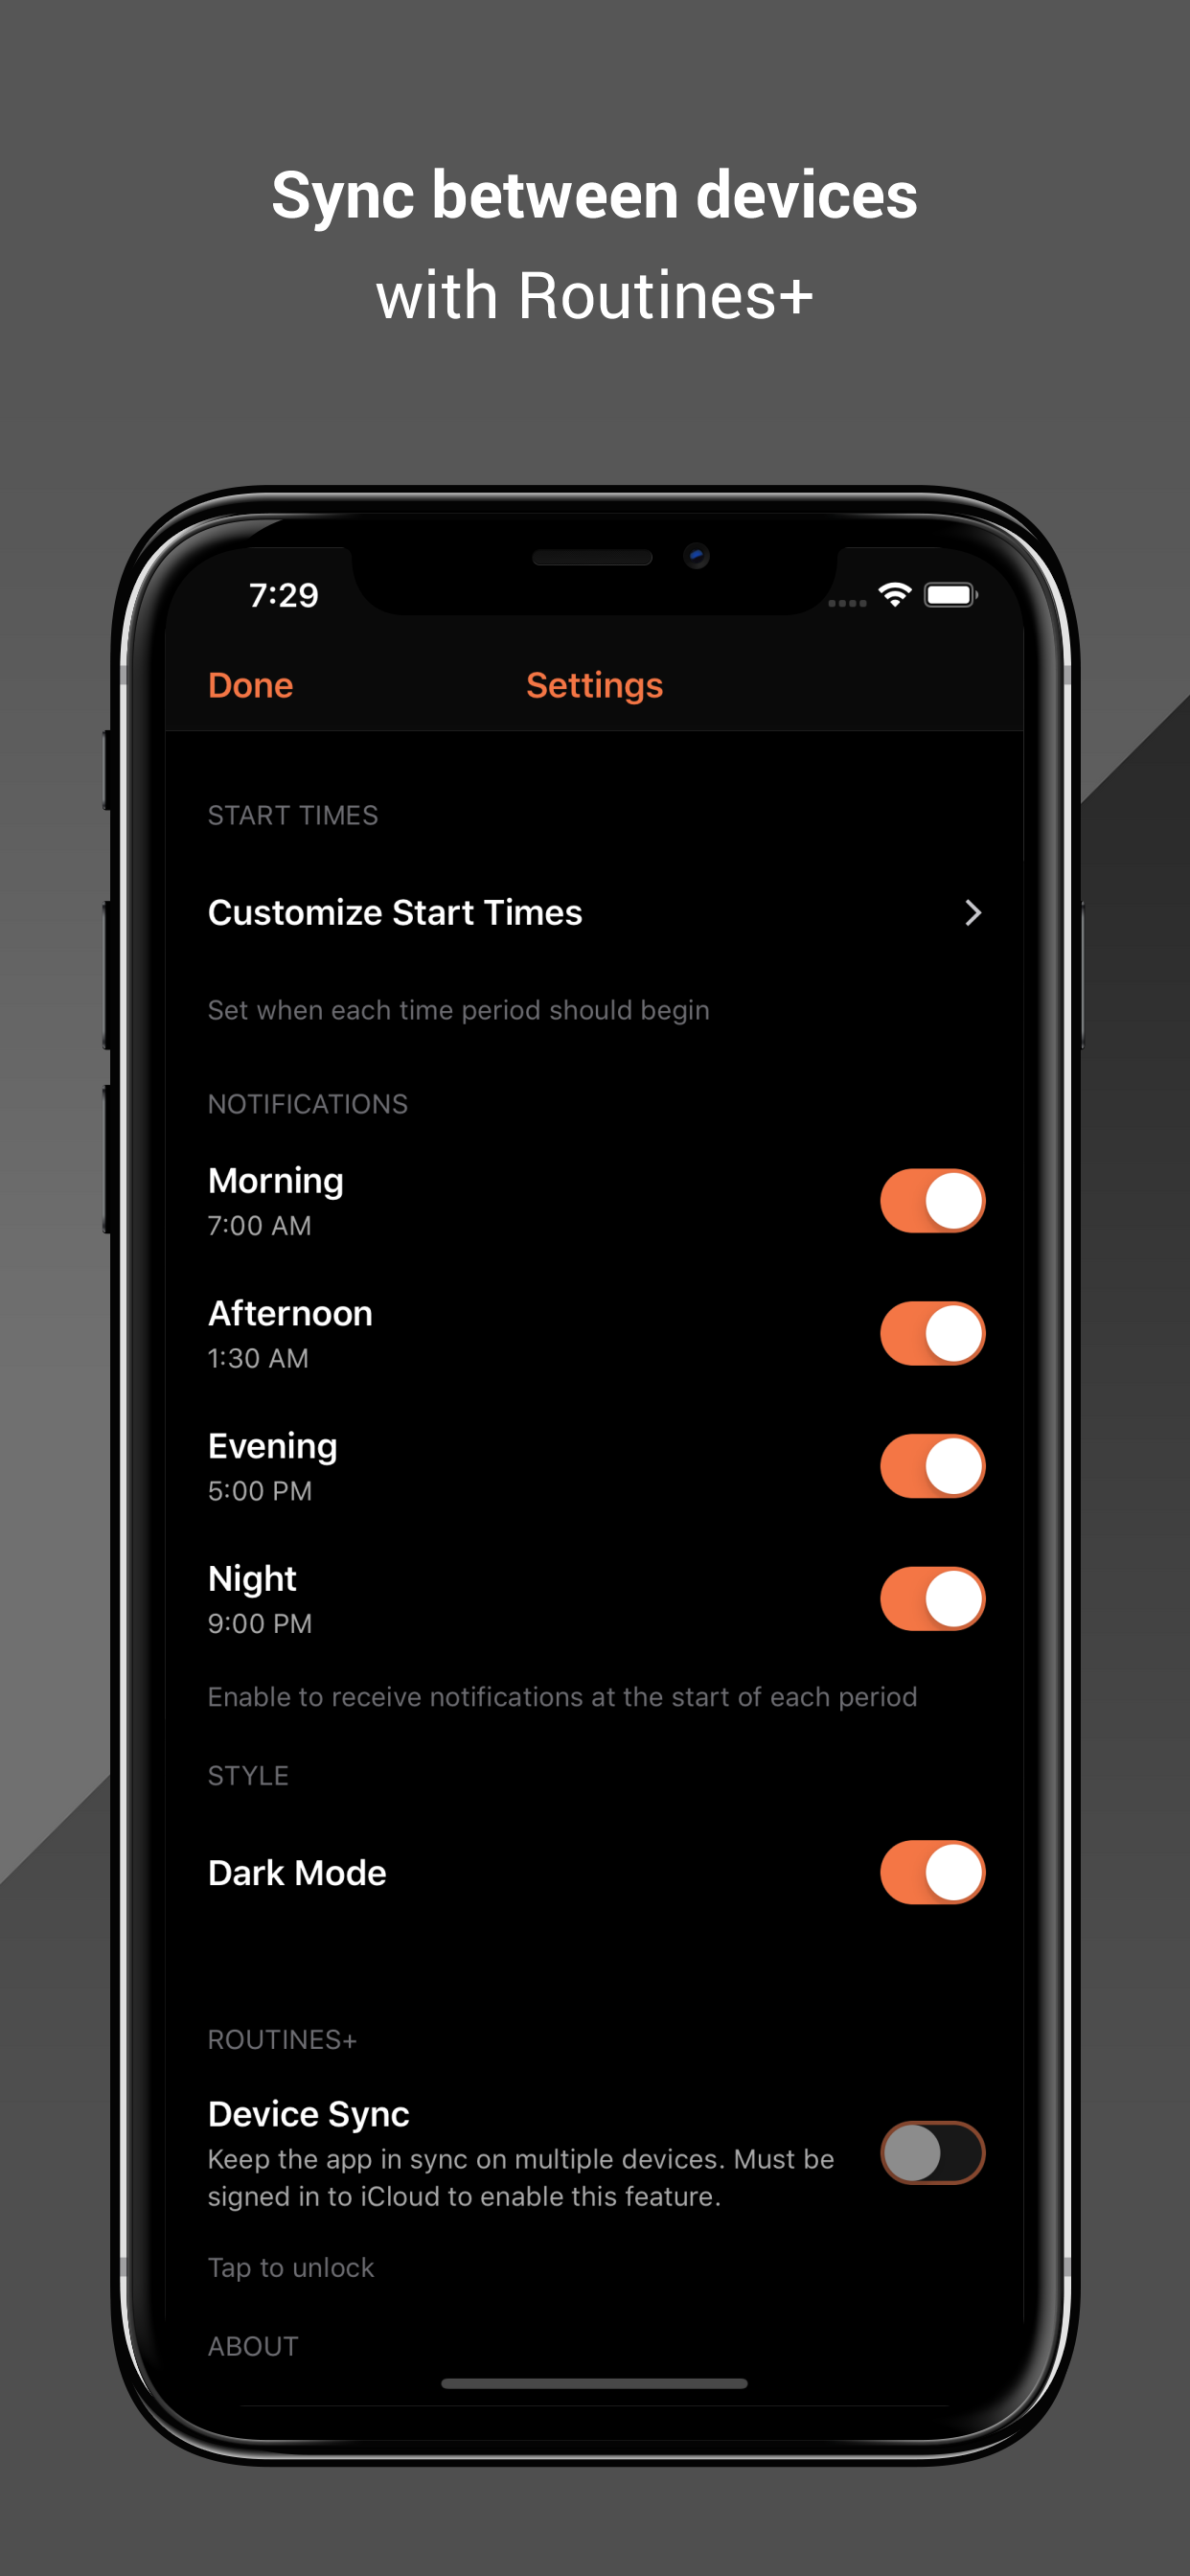 Sync between devices
with Routines+
7:29
Done
Settings
START TIMES
Customize Start Times
Set when each time period should begin
NOTIFICATIONS
Morning
7:00 AM
Afternoon
1:30 AM
Evening
5:00 PM
Night
9:00 PM
Enable to receive notifications at the start of each period
STYLE
Dark Mode
ROUTINES+
Device Sync
Keep the app in sync on multiple devices. Must be
signed in to iCloud to enable this feature.
Tap to unlock
ABOUT